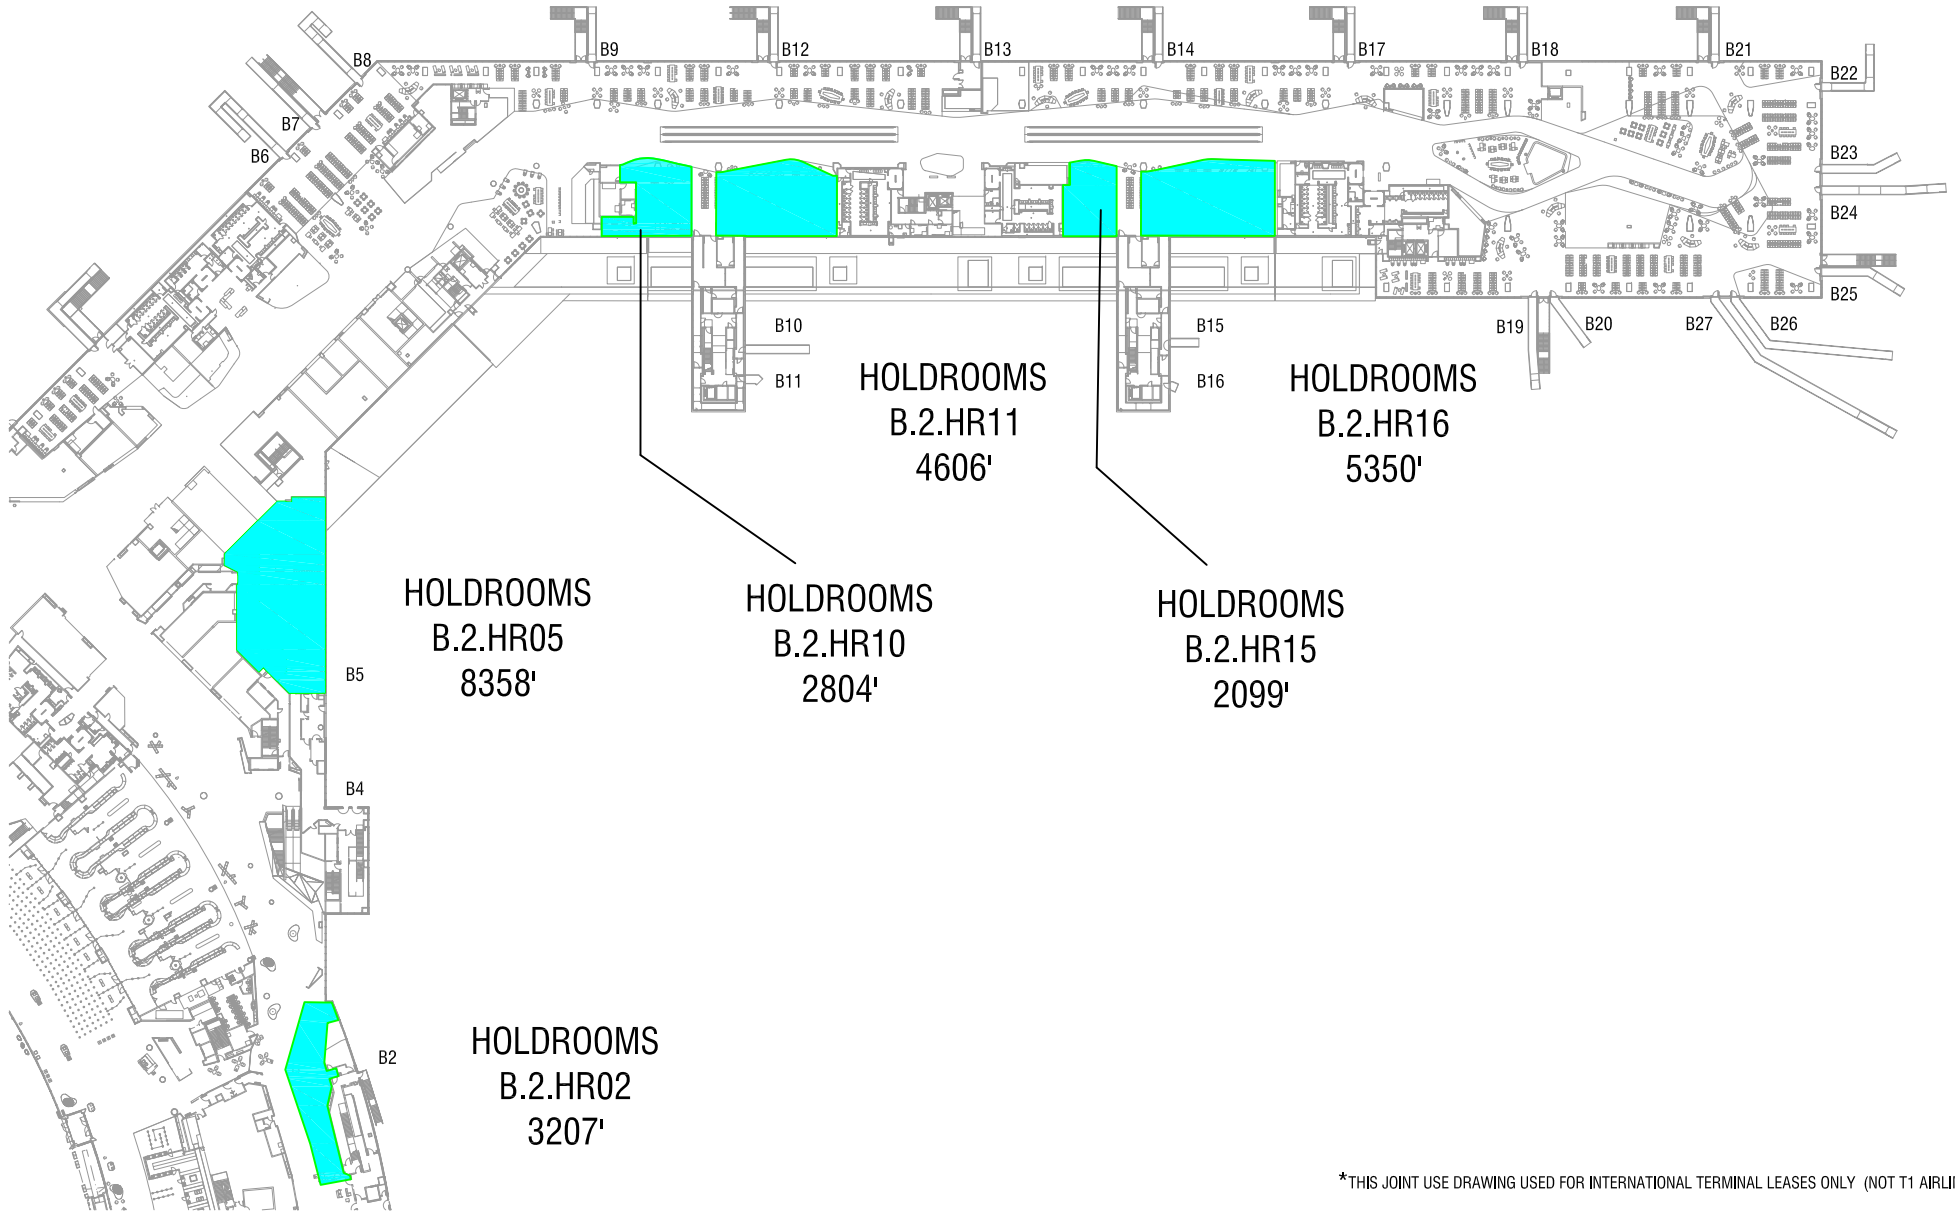 B9
B12
B13
B14
B17
B18
B21
B8
B22
B7
B6
B23
B24
B25
B10
B15
B19
B20
B27
B26
B11
B16
HOLDROOMS
B.2.HR11
4606'
HOLDROOMS
B.2.HR16
5350'
HOLDROOMS
B.2.HR05
8358'
HOLDROOMS
B.2.HR10
2804'
HOLDROOMS
B.2.HR15
2099'
B5
B4
HOLDROOMS
B.2.HR02
3207'
B2
*THIS JOINT USE DRAWING USED FOR INTERNATIONAL TERMINAL LEASES ONLY (NOT T1